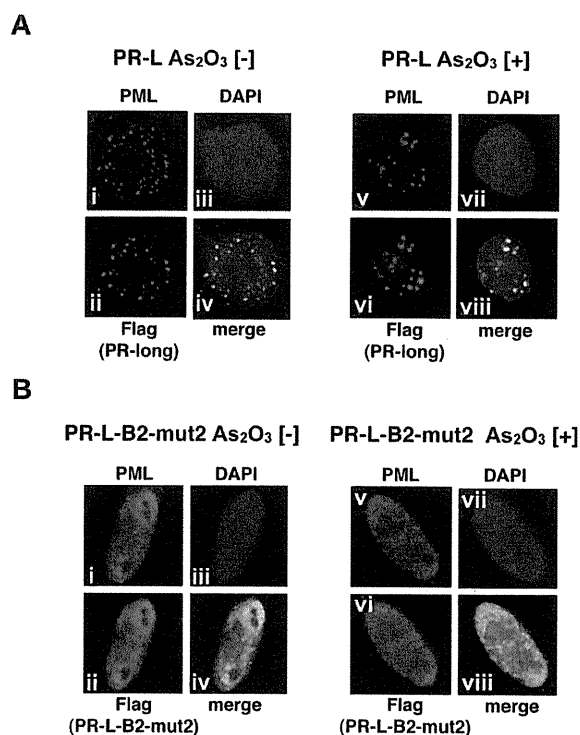 A
PR-L As₂O₃ [-]
PR-L As₂O₃ [+]
PML
DAPI
PML
DAPI
i
iii
v
vii
ii
iv
vi
viii
Flag
(PR-long)
merge
Flag
(PR-long)
merge
B
PR-L-B2-mut2 As₂O₃ [-]
PR-L-B2-mut2 As₂O₃ [+]
PML
DAPI
PML
DAPI
i
iii
v
vii
ii
iv
vi
viii
Flag
(PR-L-B2-mut2)
merge
Flag
(PR-L-B2-mut2)
merge